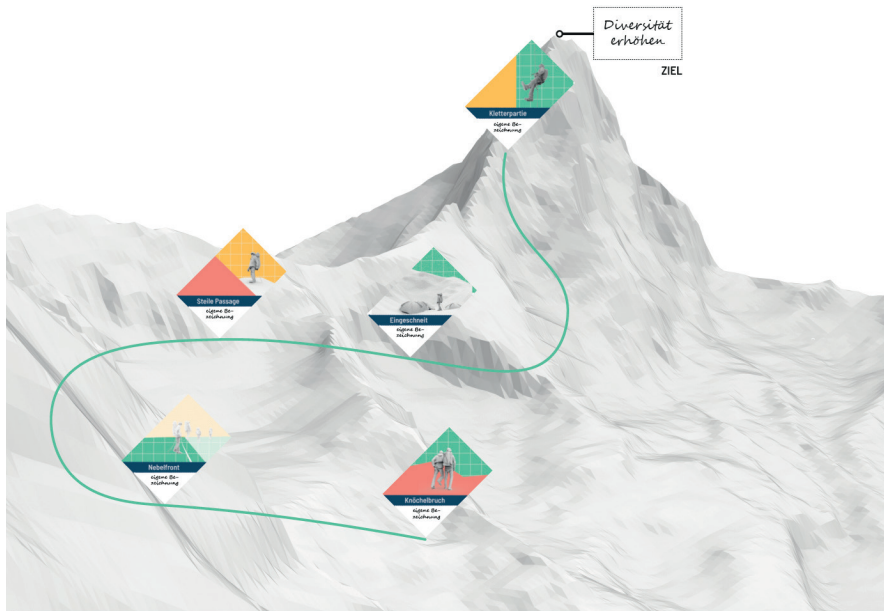 Diversität
erhöhen
ZIEL
Kletterpartie
eigene Be-
zeichnung
Steile Passage
eigene Be-
zeichnung
Eingeschneit
eigene Be-
zeichnung
Nebelfront
eigene Be-
zeichnung
Knöchelbruch
eigene Be-
zeichnung